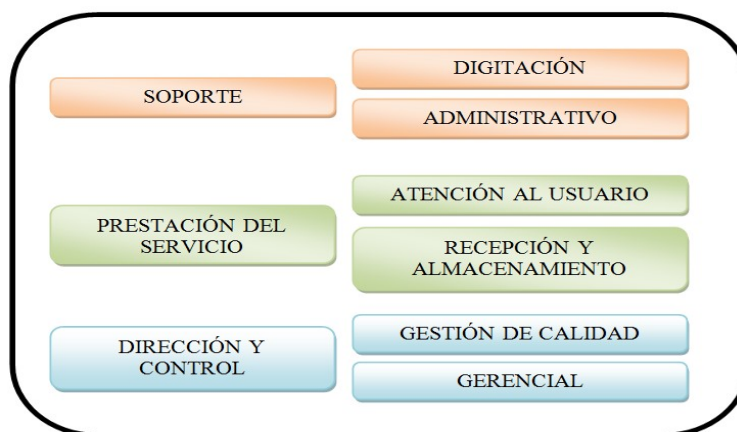 SOPORTE
DIGITACIÓN
ADMINISTRATIVO
PRESTACIÓN DEL
SERVICIO
ATENCIÓN AL USUARIO
RECEPCIÓN Y
ALMACENAMIENTO
DIRECCIÓN Y
CONTROL
GESTIÓN DE CALIDAD
GERENCIAL